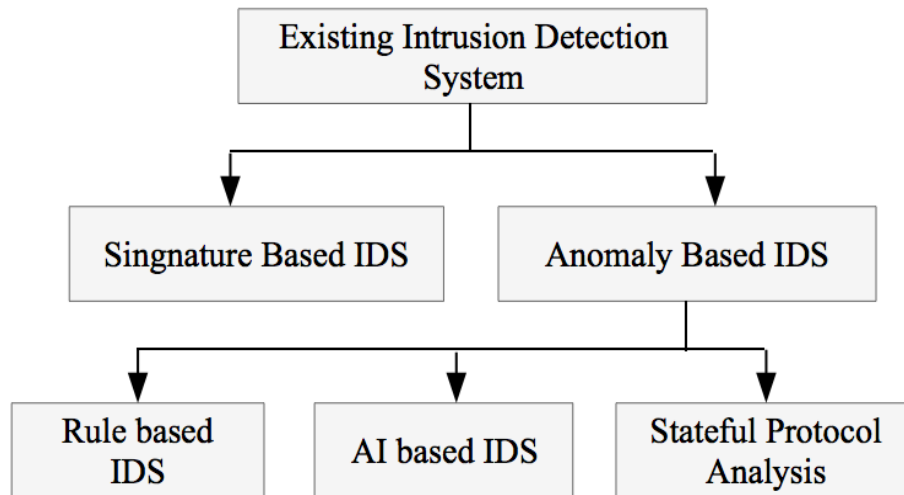 Existing Intrusion Detection
System
Singnature Based IDS
Anomaly Based IDS
Rule based
IDS
AI based IDS
Stateful Protocol
Analysis